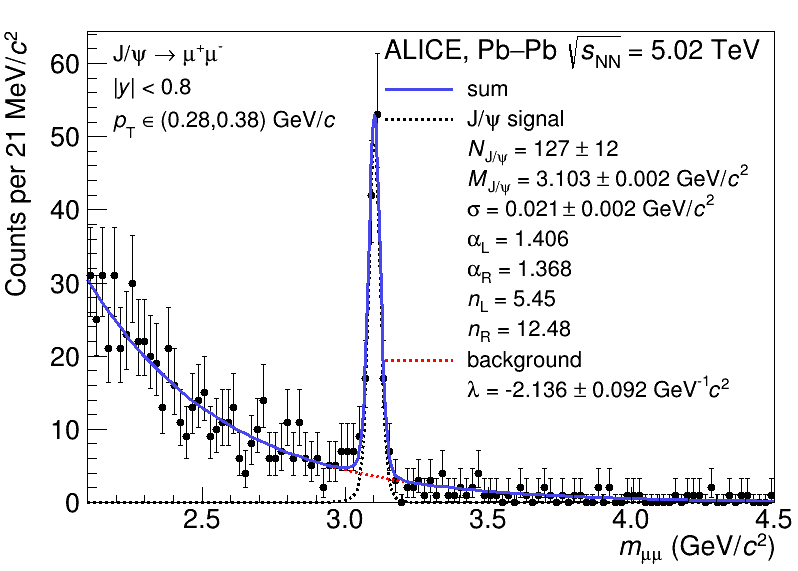 J/ψ → μ⁺μ⁻
|y| < 0.8
p_T ∈ (0.28,0.38) GeV/c
ALICE, Pb–Pb √s_NN = 5.02 TeV
sum
J/ψ signal
N_J/ψ = 127 ± 12
M_J/ψ = 3.103 ± 0.002 GeV/c²
σ = 0.021 ± 0.002 GeV/c²
α_L = 1.406
α_R = 1.368
n_L = 5.45
n_R = 12.48
background
λ = -2.136 ± 0.092 GeV⁻¹c²
Counts per 21 MeV/c²
60
50
40
30
20
10
0
2.5 3.0 3.5 4.0 4.5
m_μμ (GeV/c²)